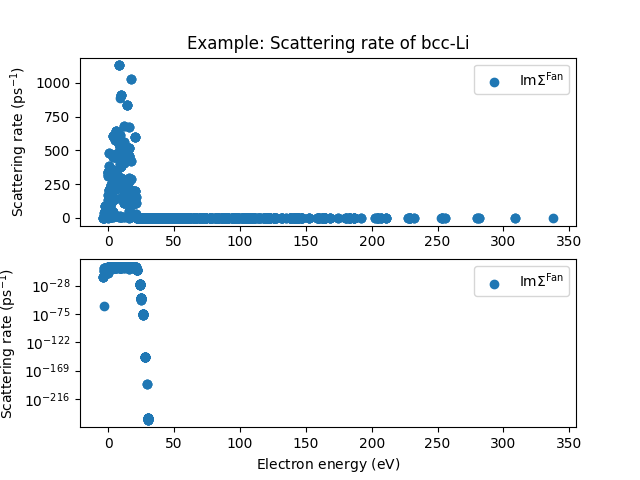 Example: Scattering rate of bcc-Li
Scattering rate (ps⁻¹)
1000
750
500
250
0
ImΣ^Fan
0 50 100 150 200 250 300 350
Scattering rate (ps⁻¹)
10⁻²⁸
10⁻⁷⁵
10⁻¹²²
10⁻¹⁶⁹
10⁻²¹⁶
ImΣ^Fan
0 50 100 150 200 250 300 350
Electron energy (eV)